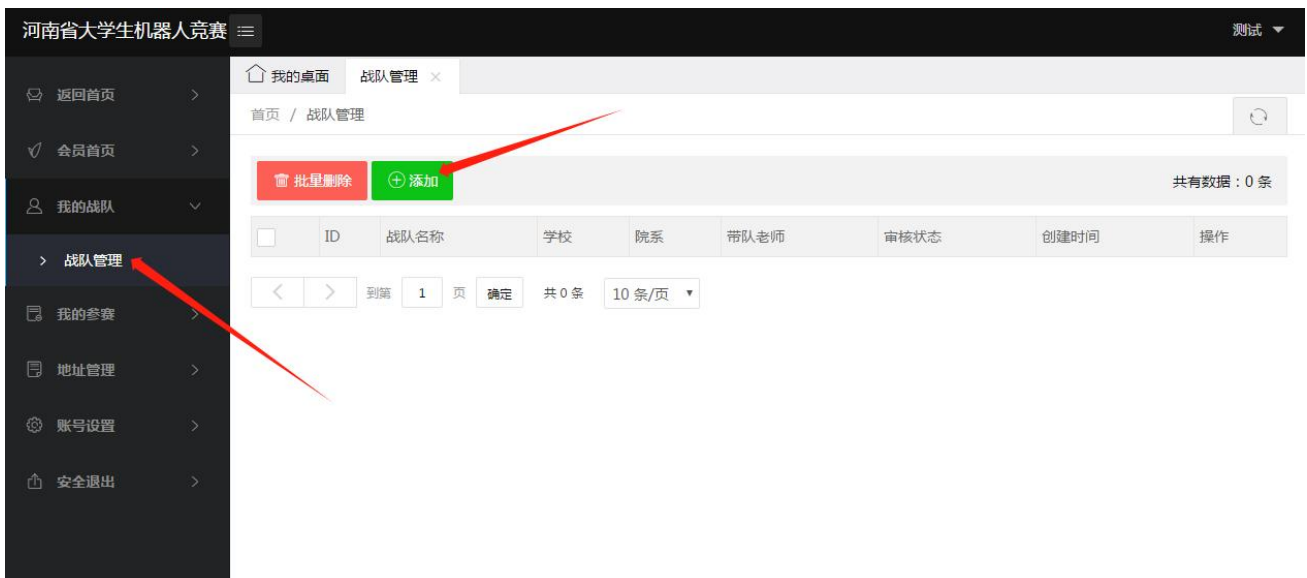 河南省大学生机器人竞赛
测试
返回首页
会员首页
我的战队
战队管理
我的参赛
地址管理
账号设置
安全退出
我的桌面 战队管理
首页 / 战队管理
批量删除 添加 共有数据：0 条
ID 战队名称 学校 院系 带队老师 审核状态 创建时间 操作
到第 1 页 确定 共 0 条 10 条/页